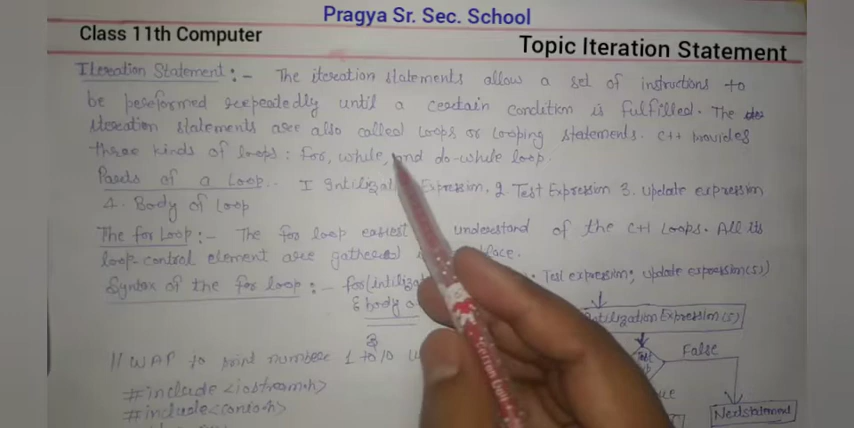 Pragya Sr. Sec. School
Class 11th Computer
Topic Iteration Statement
Iteration Statement :- The iteration statements allow a set of instructions to
be performed repeatedly until a certain condition is fulfilled. The
iteration statements are also called loops or looping statements. C++ provides
three kinds of loops : for, while, and do-while loop.
Parts of a Loop.. I Expression. 2. Test Expression 3. Update expression
4. Body of Loop
The for Loop :- The for loop easiest understand of the C++ Loops. All its
loop-control element are gathered
Syntax of the for loop :- for( Test expression; update expression(s))
body
Expression(s)
False
Next statement
// WAP to print number 1 to 10
#include <iostream.h>
#include<conio.h>